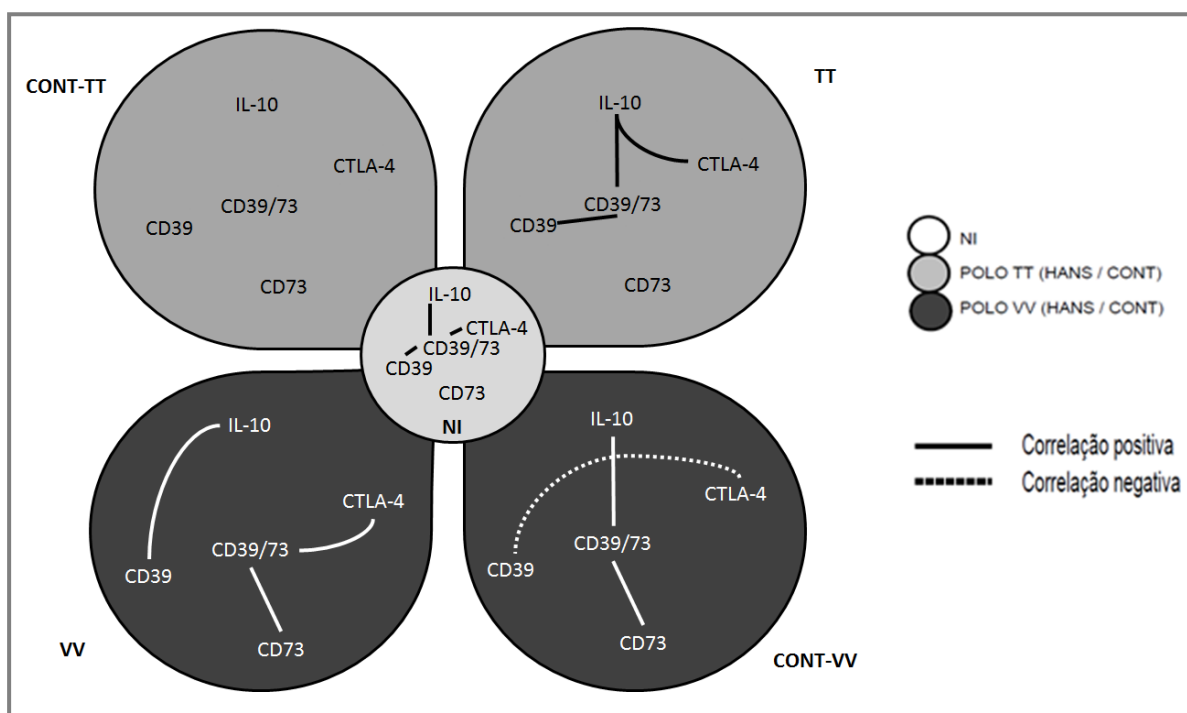 CONT-TT
IL-10
CTLA-4
CD39/73
CD39
CD73
TT
IL-10
CTLA-4
CD39/73
CD39
CD73
IL-10
CTLA-4
CD39/73
CD39
CD73
NI
IL-10
CTLA-4
CD39/73
CD39
CD73
VV
IL-10
CTLA-4
CD39/73
CD39
CD73
CONT-VV
NI
POLO TT (HANS / CONT)
POLO VV (HANS / CONT)
Correlação positiva
Correlação negativa